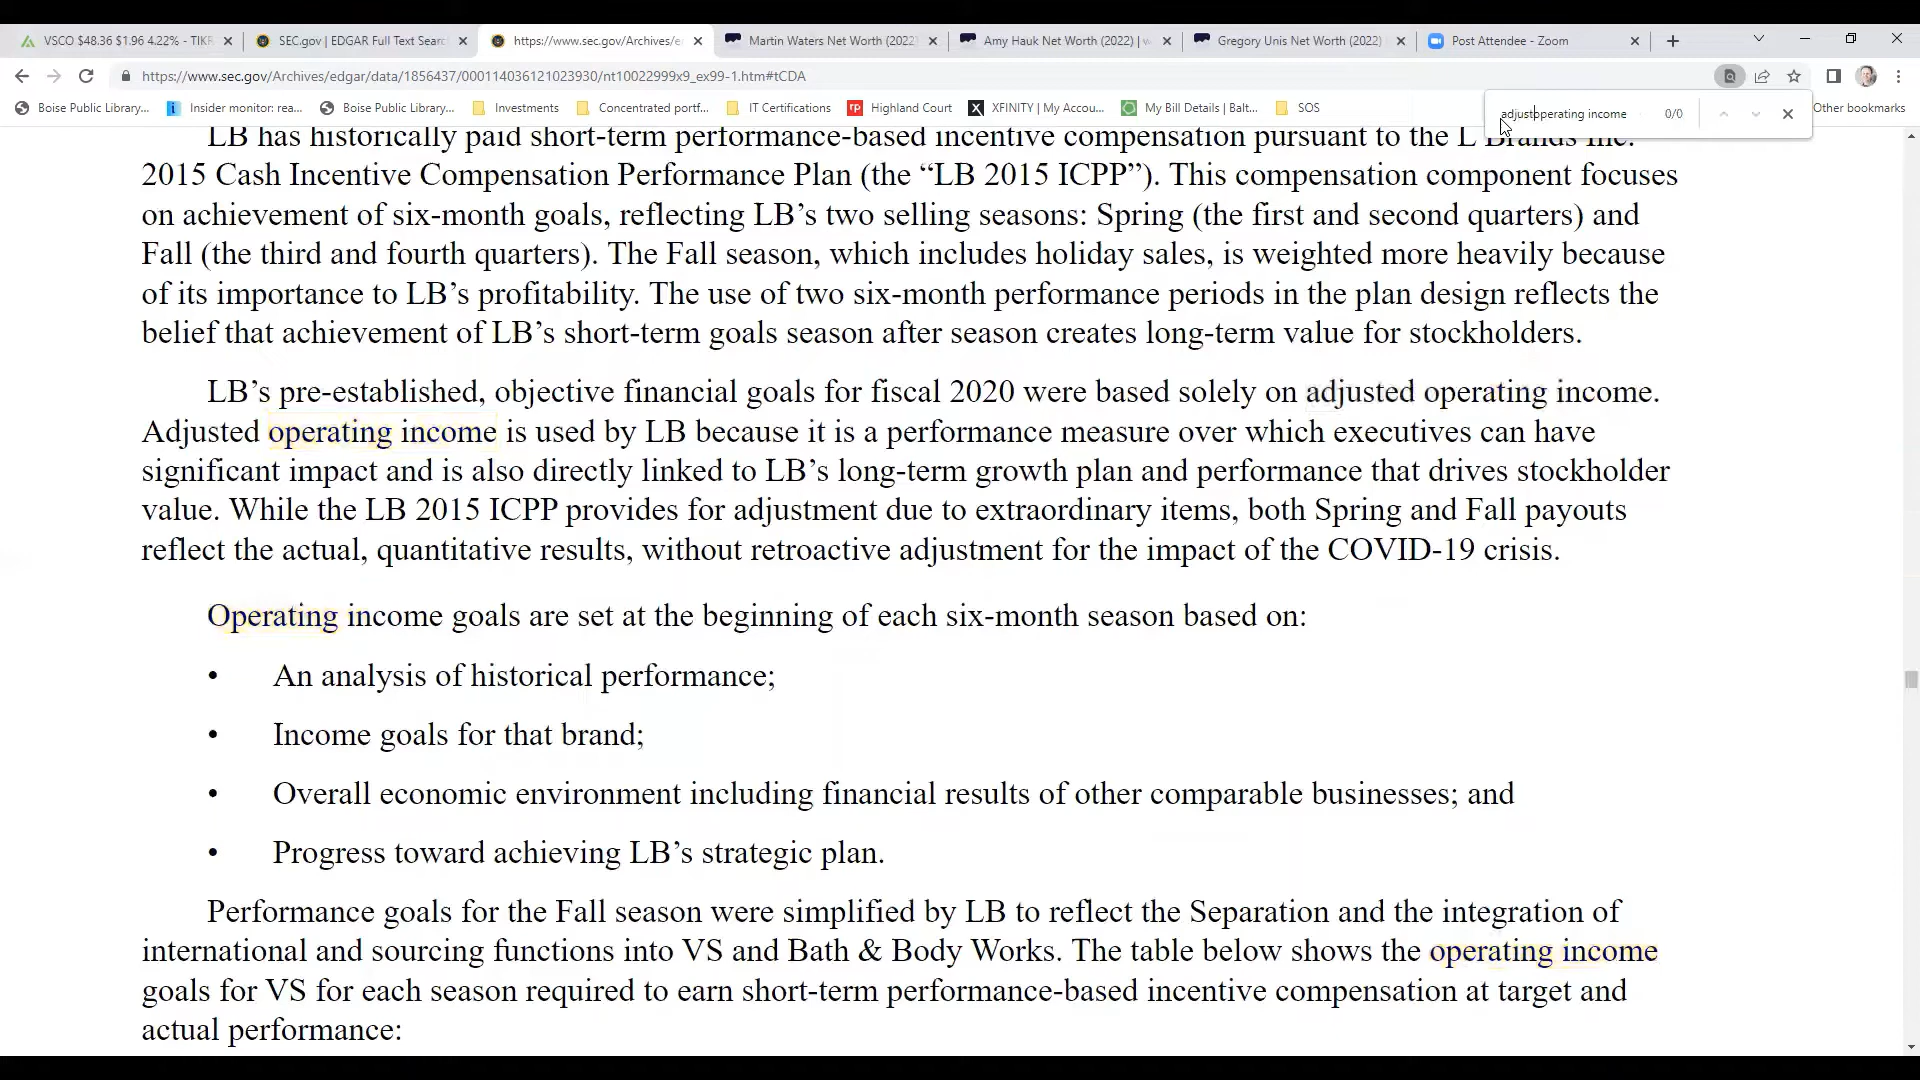 VSCO $48.36 $1.96 4.22% - TIKR
SEC.gov | EDGAR Full Text Searc
https://www.sec.gov/Archives/e
Martin Waters Net Worth (2022)
Amy Hauk Net Worth (2022) | w
Gregory Unis Net Worth (2022)
Post Attendee - Zoom
https://www.sec.gov/Archives/edgar/data/1856437/000114036121023930/nt10022999x9_ex99-1.htm#tCDA
Boise Public Library...
Insider monitor: rea...
Boise Public Library...
Investments
Concentrated portf...
IT Certifications
Highland Court
XFINITY | My Accou...
My Bill Details | Balt...
SOS
Other bookmarks
adjustoperating income 0/0
LB has historically paid short-term performance-based incentive compensation pursuant to the L Brands Inc.
2015 Cash Incentive Compensation Performance Plan (the “LB 2015 ICPP”). This compensation component focuses
on achievement of six-month goals, reflecting LB’s two selling seasons: Spring (the first and second quarters) and
Fall (the third and fourth quarters). The Fall season, which includes holiday sales, is weighted more heavily because
of its importance to LB’s profitability. The use of two six-month performance periods in the plan design reflects the
belief that achievement of LB’s short-term goals season after season creates long-term value for stockholders.
LB’s pre-established, objective financial goals for fiscal 2020 were based solely on adjusted operating income.
Adjusted operating income is used by LB because it is a performance measure over which executives can have
significant impact and is also directly linked to LB’s long-term growth plan and performance that drives stockholder
value. While the LB 2015 ICPP provides for adjustment due to extraordinary items, both Spring and Fall payouts
reflect the actual, quantitative results, without retroactive adjustment for the impact of the COVID-19 crisis.
Operating income goals are set at the beginning of each six-month season based on:
• An analysis of historical performance;
• Income goals for that brand;
• Overall economic environment including financial results of other comparable businesses; and
• Progress toward achieving LB’s strategic plan.
Performance goals for the Fall season were simplified by LB to reflect the Separation and the integration of
international and sourcing functions into VS and Bath & Body Works. The table below shows the operating income
goals for VS for each season required to earn short-term performance-based incentive compensation at target and
actual performance: